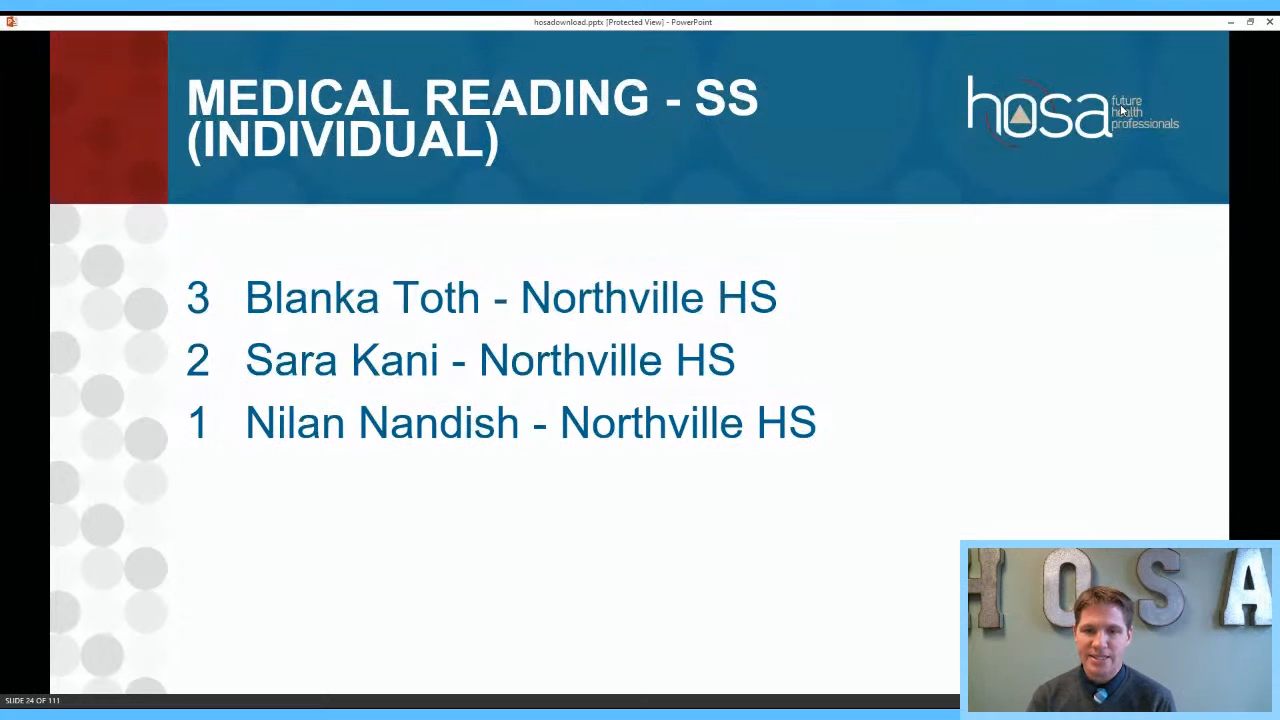 hosadownload.pptx [Protected View] - PowerPoint
MEDICAL READING - SS
(INDIVIDUAL)
hosa
future
health
professionals
3 Blanka Toth - Northville HS
2 Sara Kani - Northville HS
1 Nilan Nandish - Northville HS
HOSA
SLIDE 24 OF 111